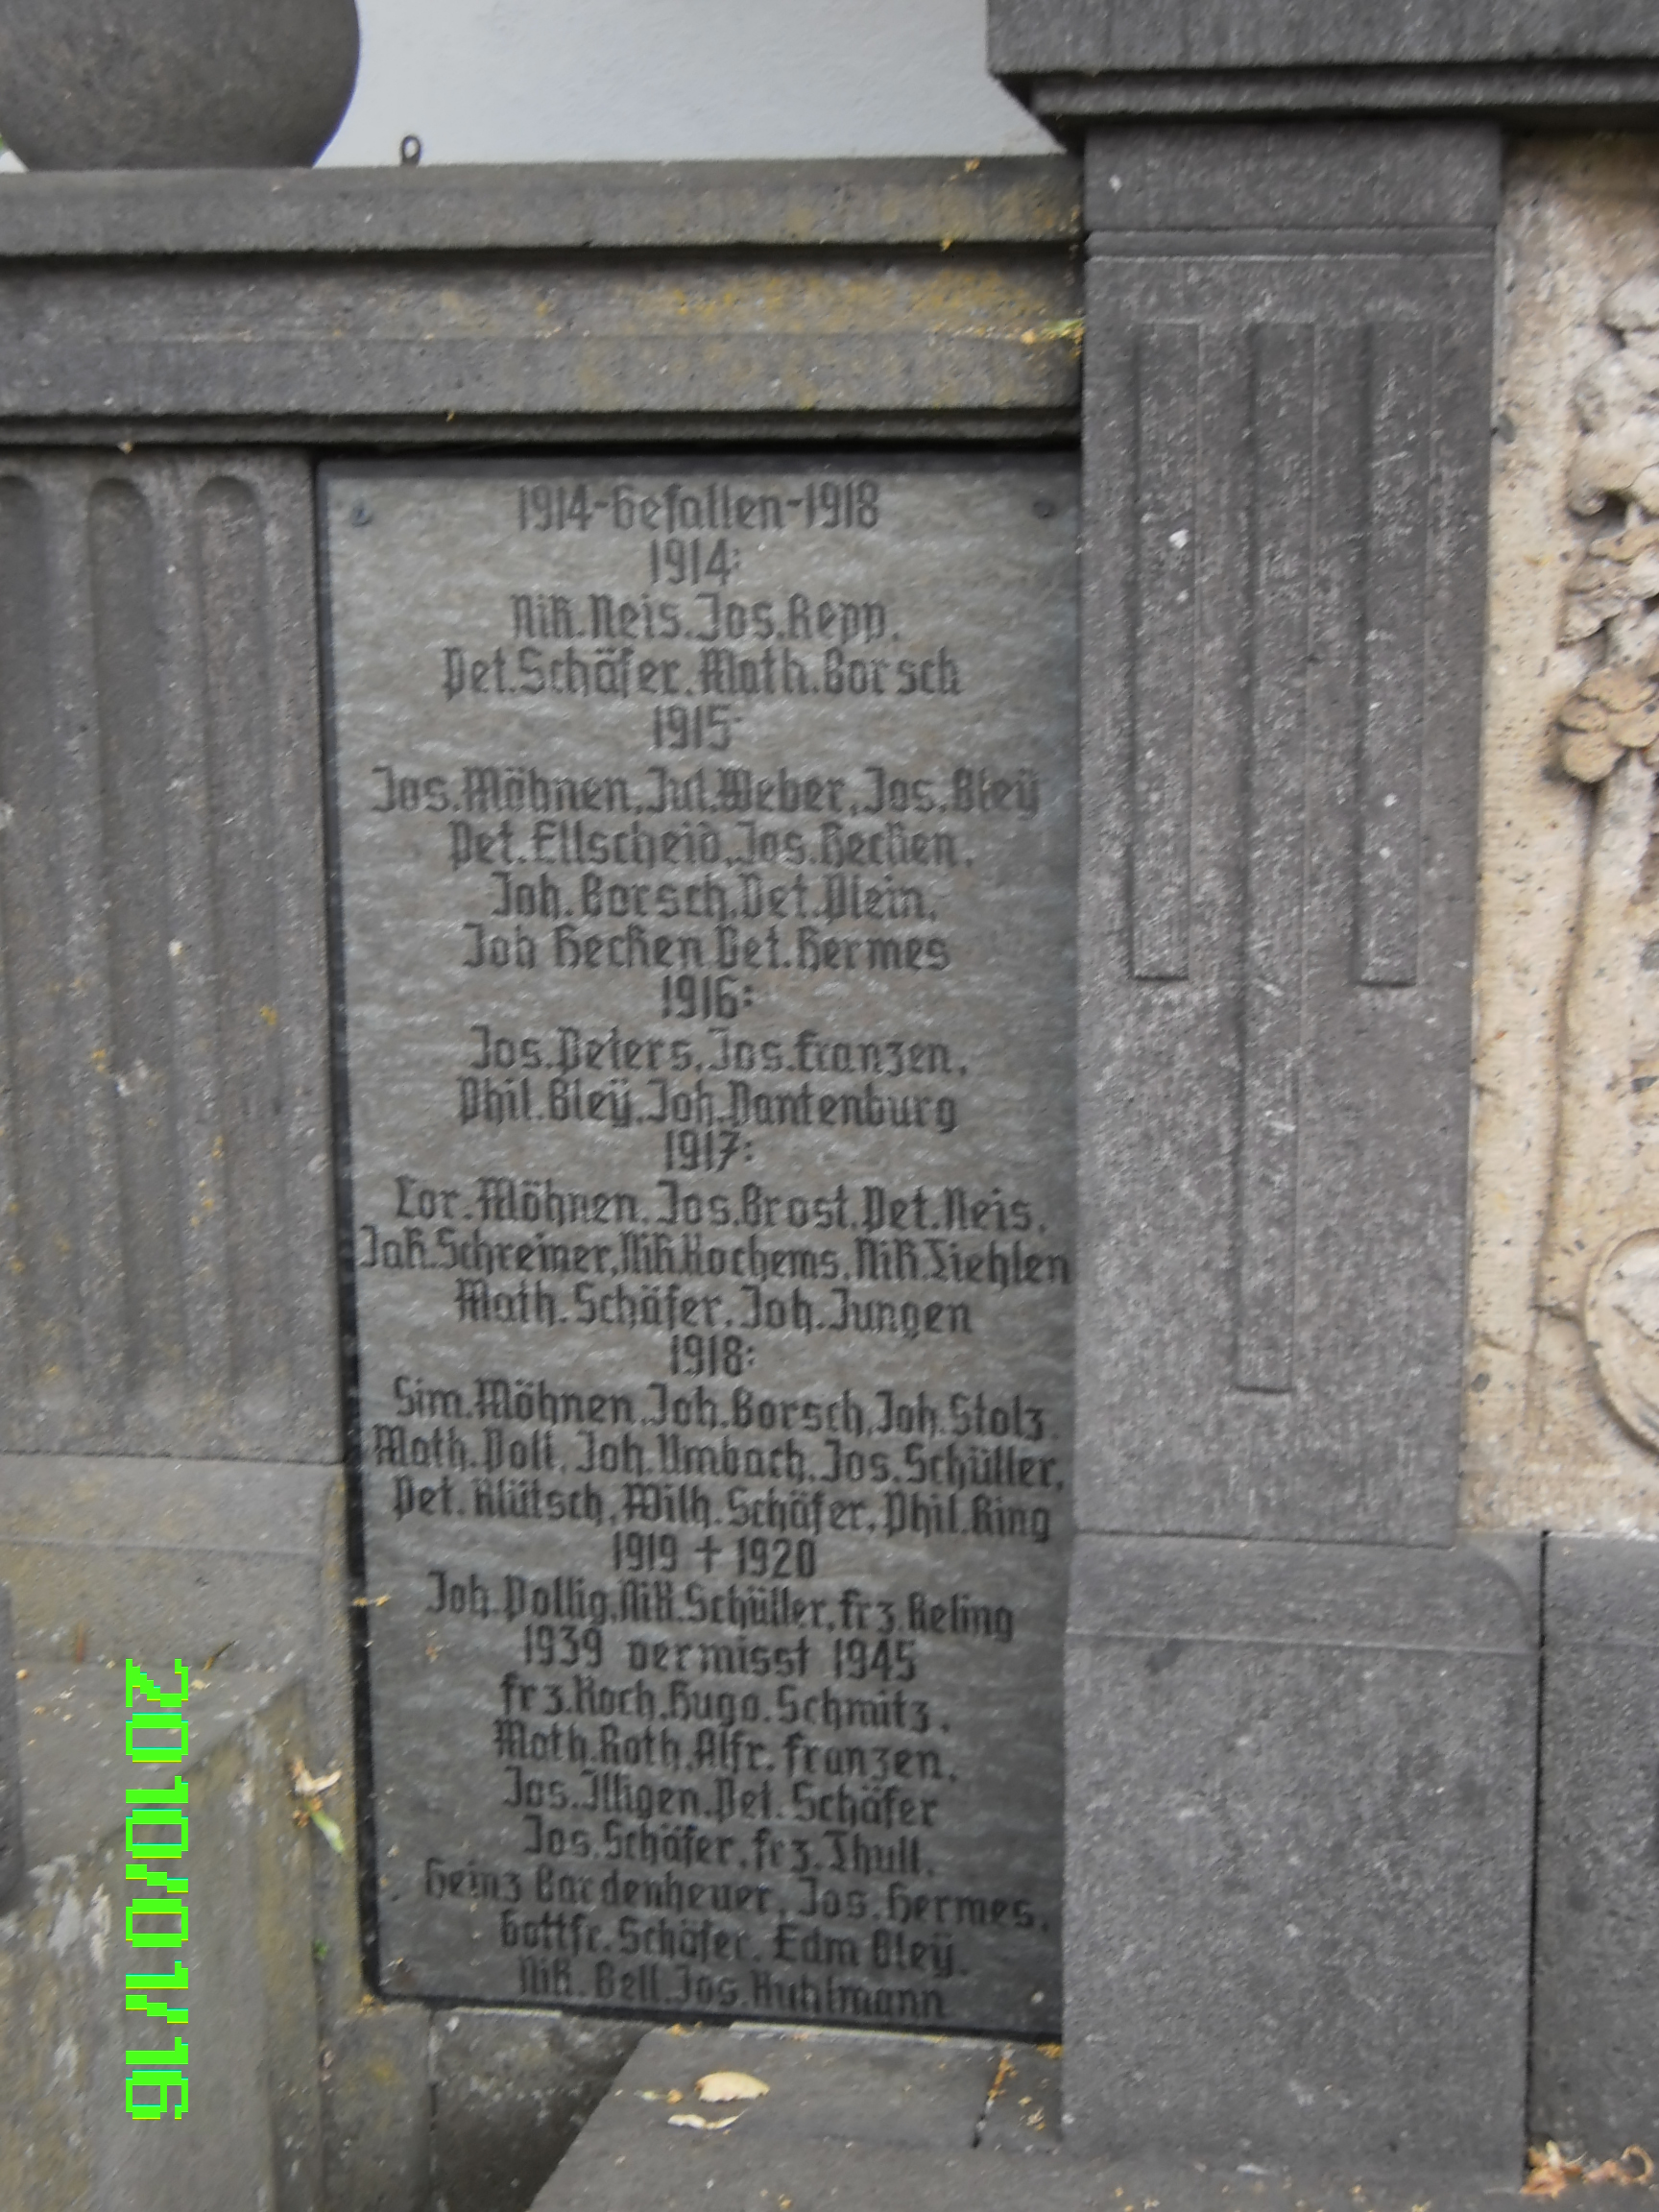 1914-Gefallen-1918
1914:
Nik. Neis, Jos. Repp,
Pet. Schäfer, Math. Borsch
1915:
Jos. Möhnen, Jul. Weber, Jos. Bleÿ
Pet. Ellscheid, Jos. Hecken,
Joh. Borsch, Pet. Plein,
Joh Hecken Pet. Hermes
1916:
Jos. Peters, Jos. Franzen,
Phil. Bleÿ, Joh. Pantenburg
1917:
Lor. Möhnen, Jos. Brost, Pet. Neis,
Jak. Schreiner, Nik. Kochems, Nik. Ziehlen
Math. Schäfer, Joh. Jungen
1918:
Sim. Möhnen, Joh. Borsch, Joh. Stolz
Math. Poll, Joh. Umbach, Jos. Schüller,
Pet. Klütsch, Wilh. Schäfer, Phil. Ring
1919 † 1920
Joh. Pollig, Nik. Schüller, Frz. Reling
1939 vermisst 1945
Frz. Koch, Hugo. Schmitz,
Math. Roth, Alfr. Franzen,
Jos. Illigen, Pet. Schäfer
Jos. Schäfer, Frz. Thull,
Heinz Bardenheuer, Jos. Hermes,
Gottfr. Schäfer, Edm Bleÿ,
Nik. Bell, Jos. Kuhlmann
2010/01/16